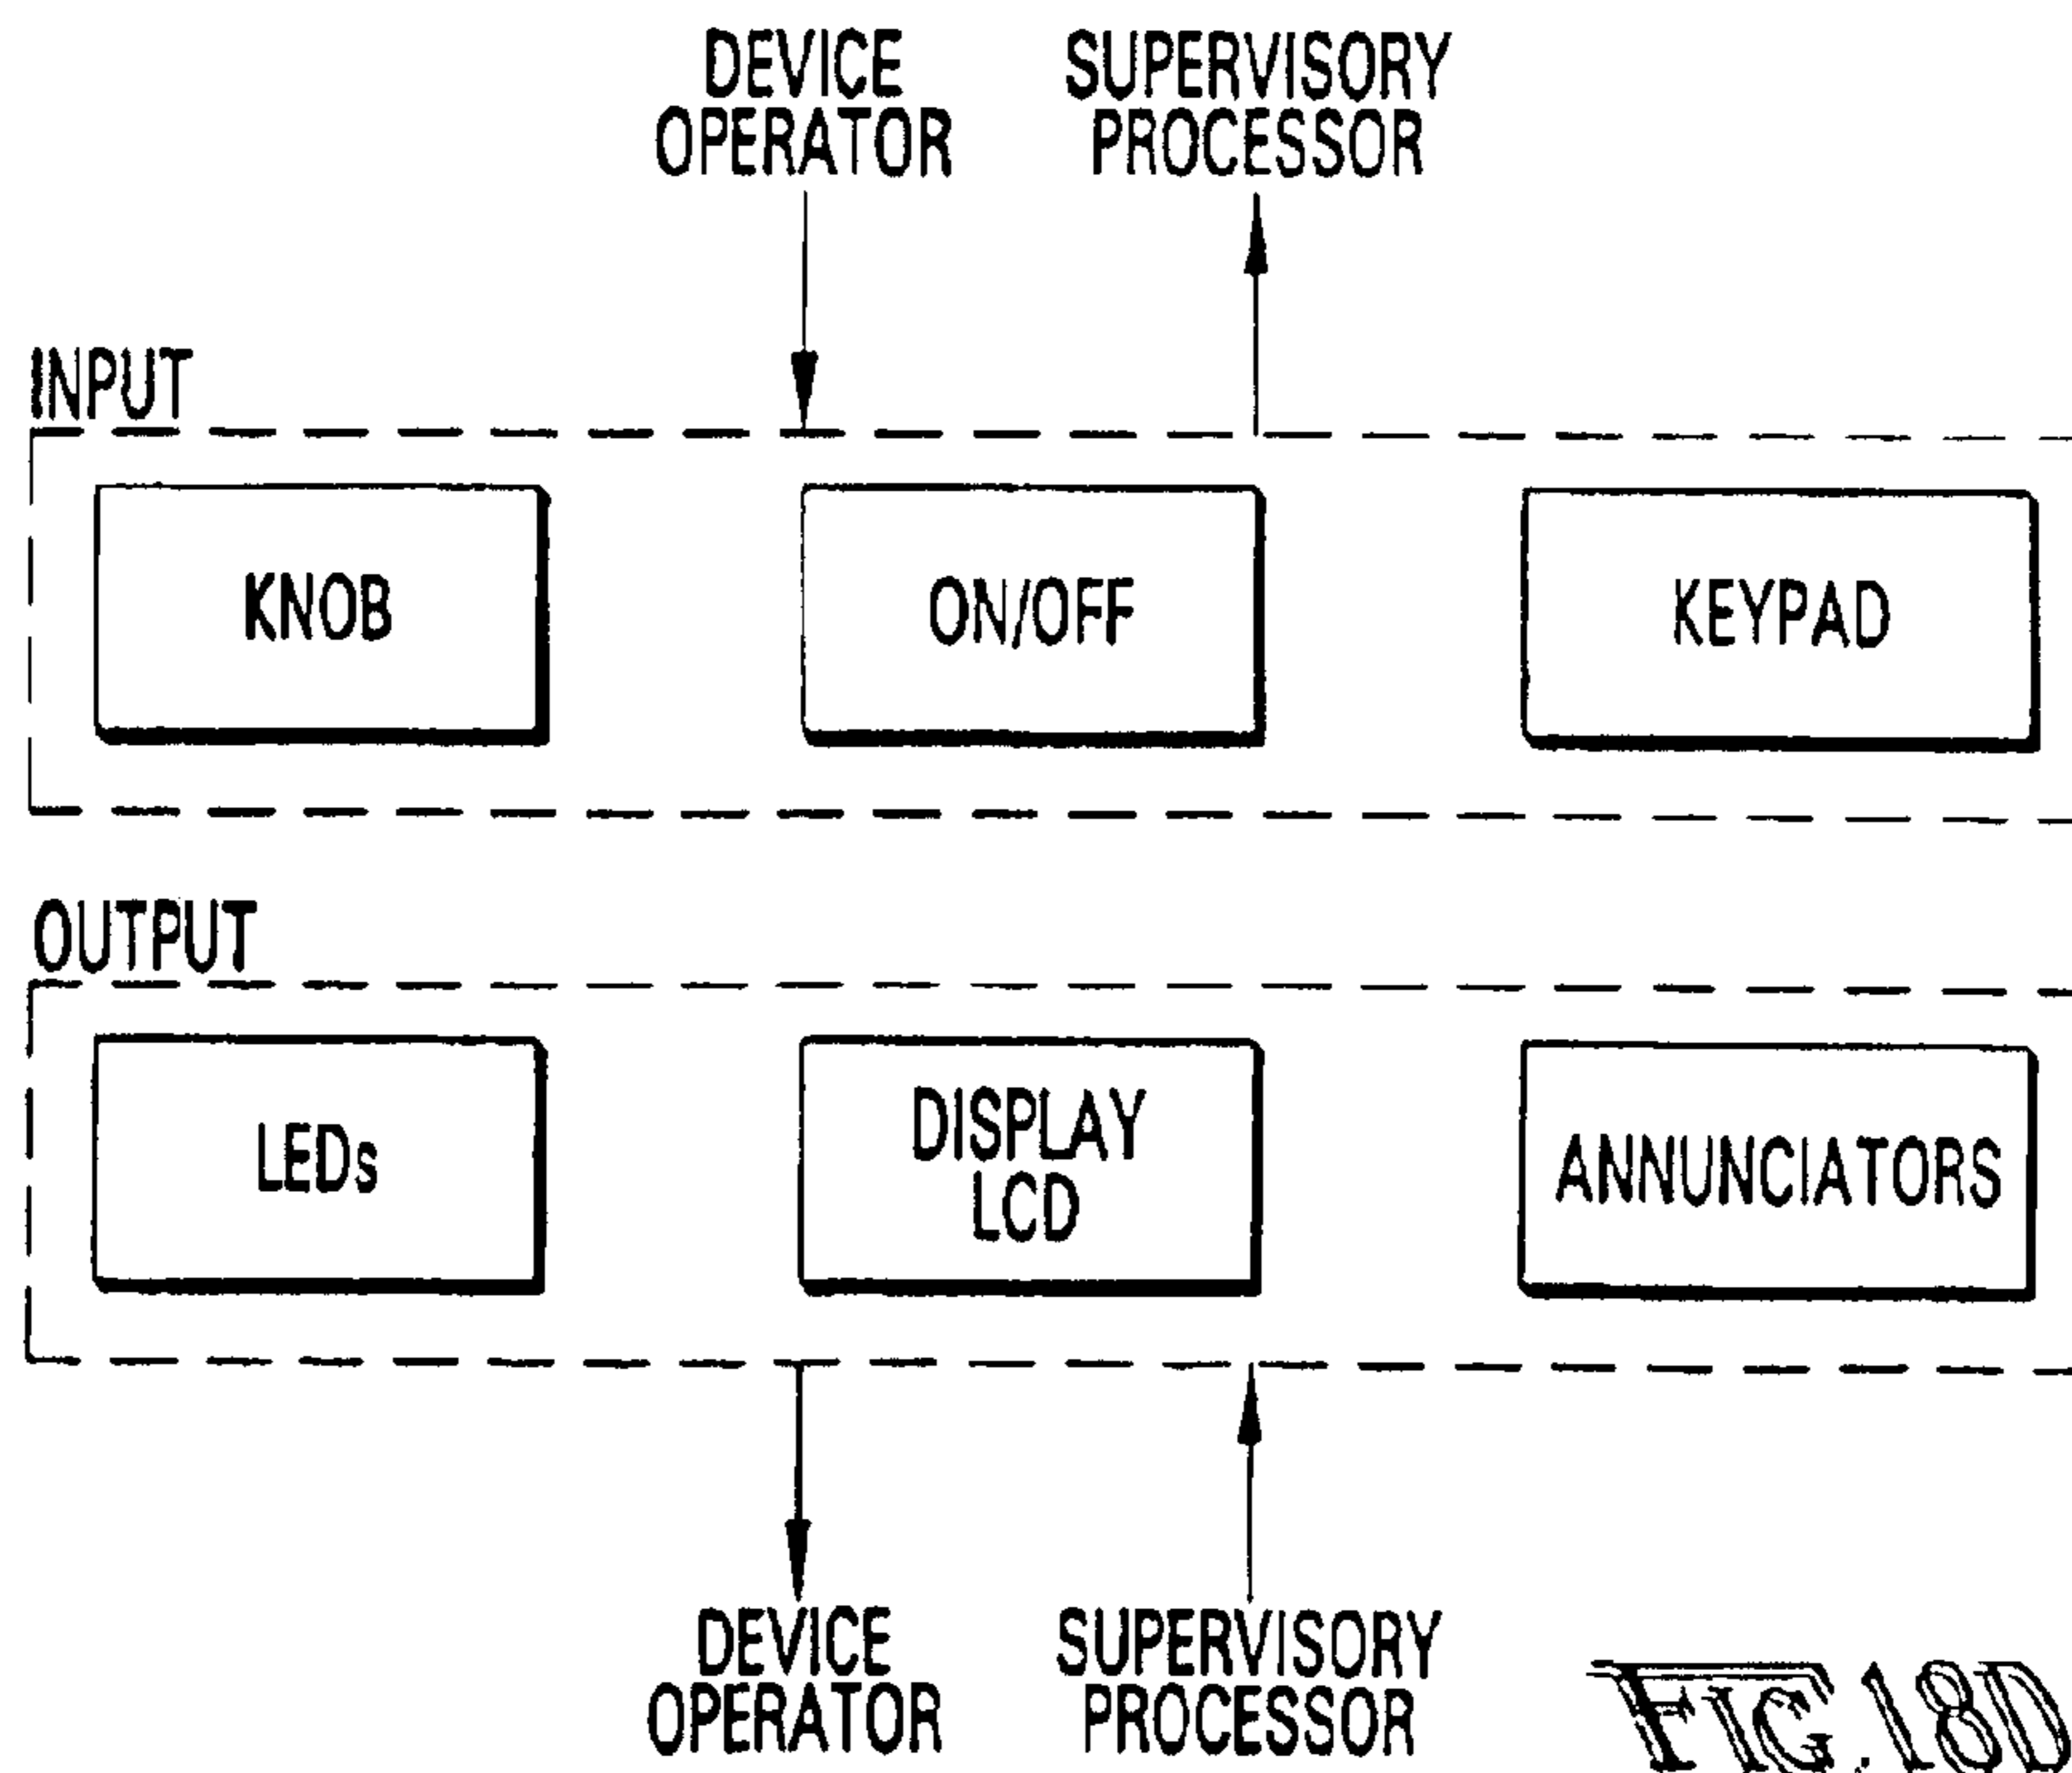 DEVICE
OPERATOR
SUPERVISORY
PROCESSOR
INPUT
KNOB
ON/OFF
KEYPAD
OUTPUT
LEDs
DISPLAY
LCD
ANNUNCIATORS
DEVICE
OPERATOR
SUPERVISORY
PROCESSOR
FIG.18D